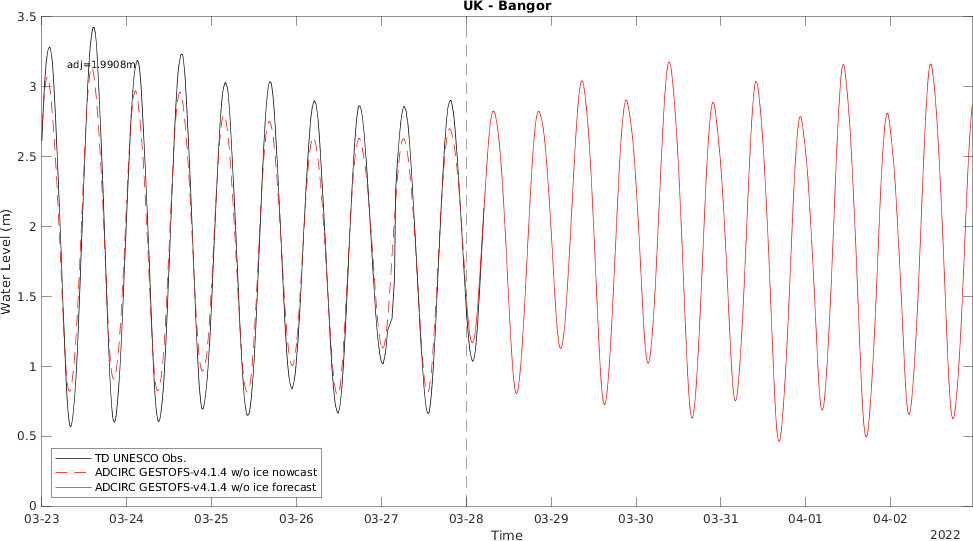 UK - Bangor
3.5
adj=1.9908m
3
2.5
2
1.5
1
0.5
0
Water Level (m)
TD UNESCO Obs.
ADCIRC GESTOFS-v4.1.4 w/o ice nowcast
ADCIRC GESTOFS-v4.1.4 w/o ice forecast
03-23 03-24 03-25 03-26 03-27 03-28 03-29 03-30 03-31 04-01 04-02
Time
2022